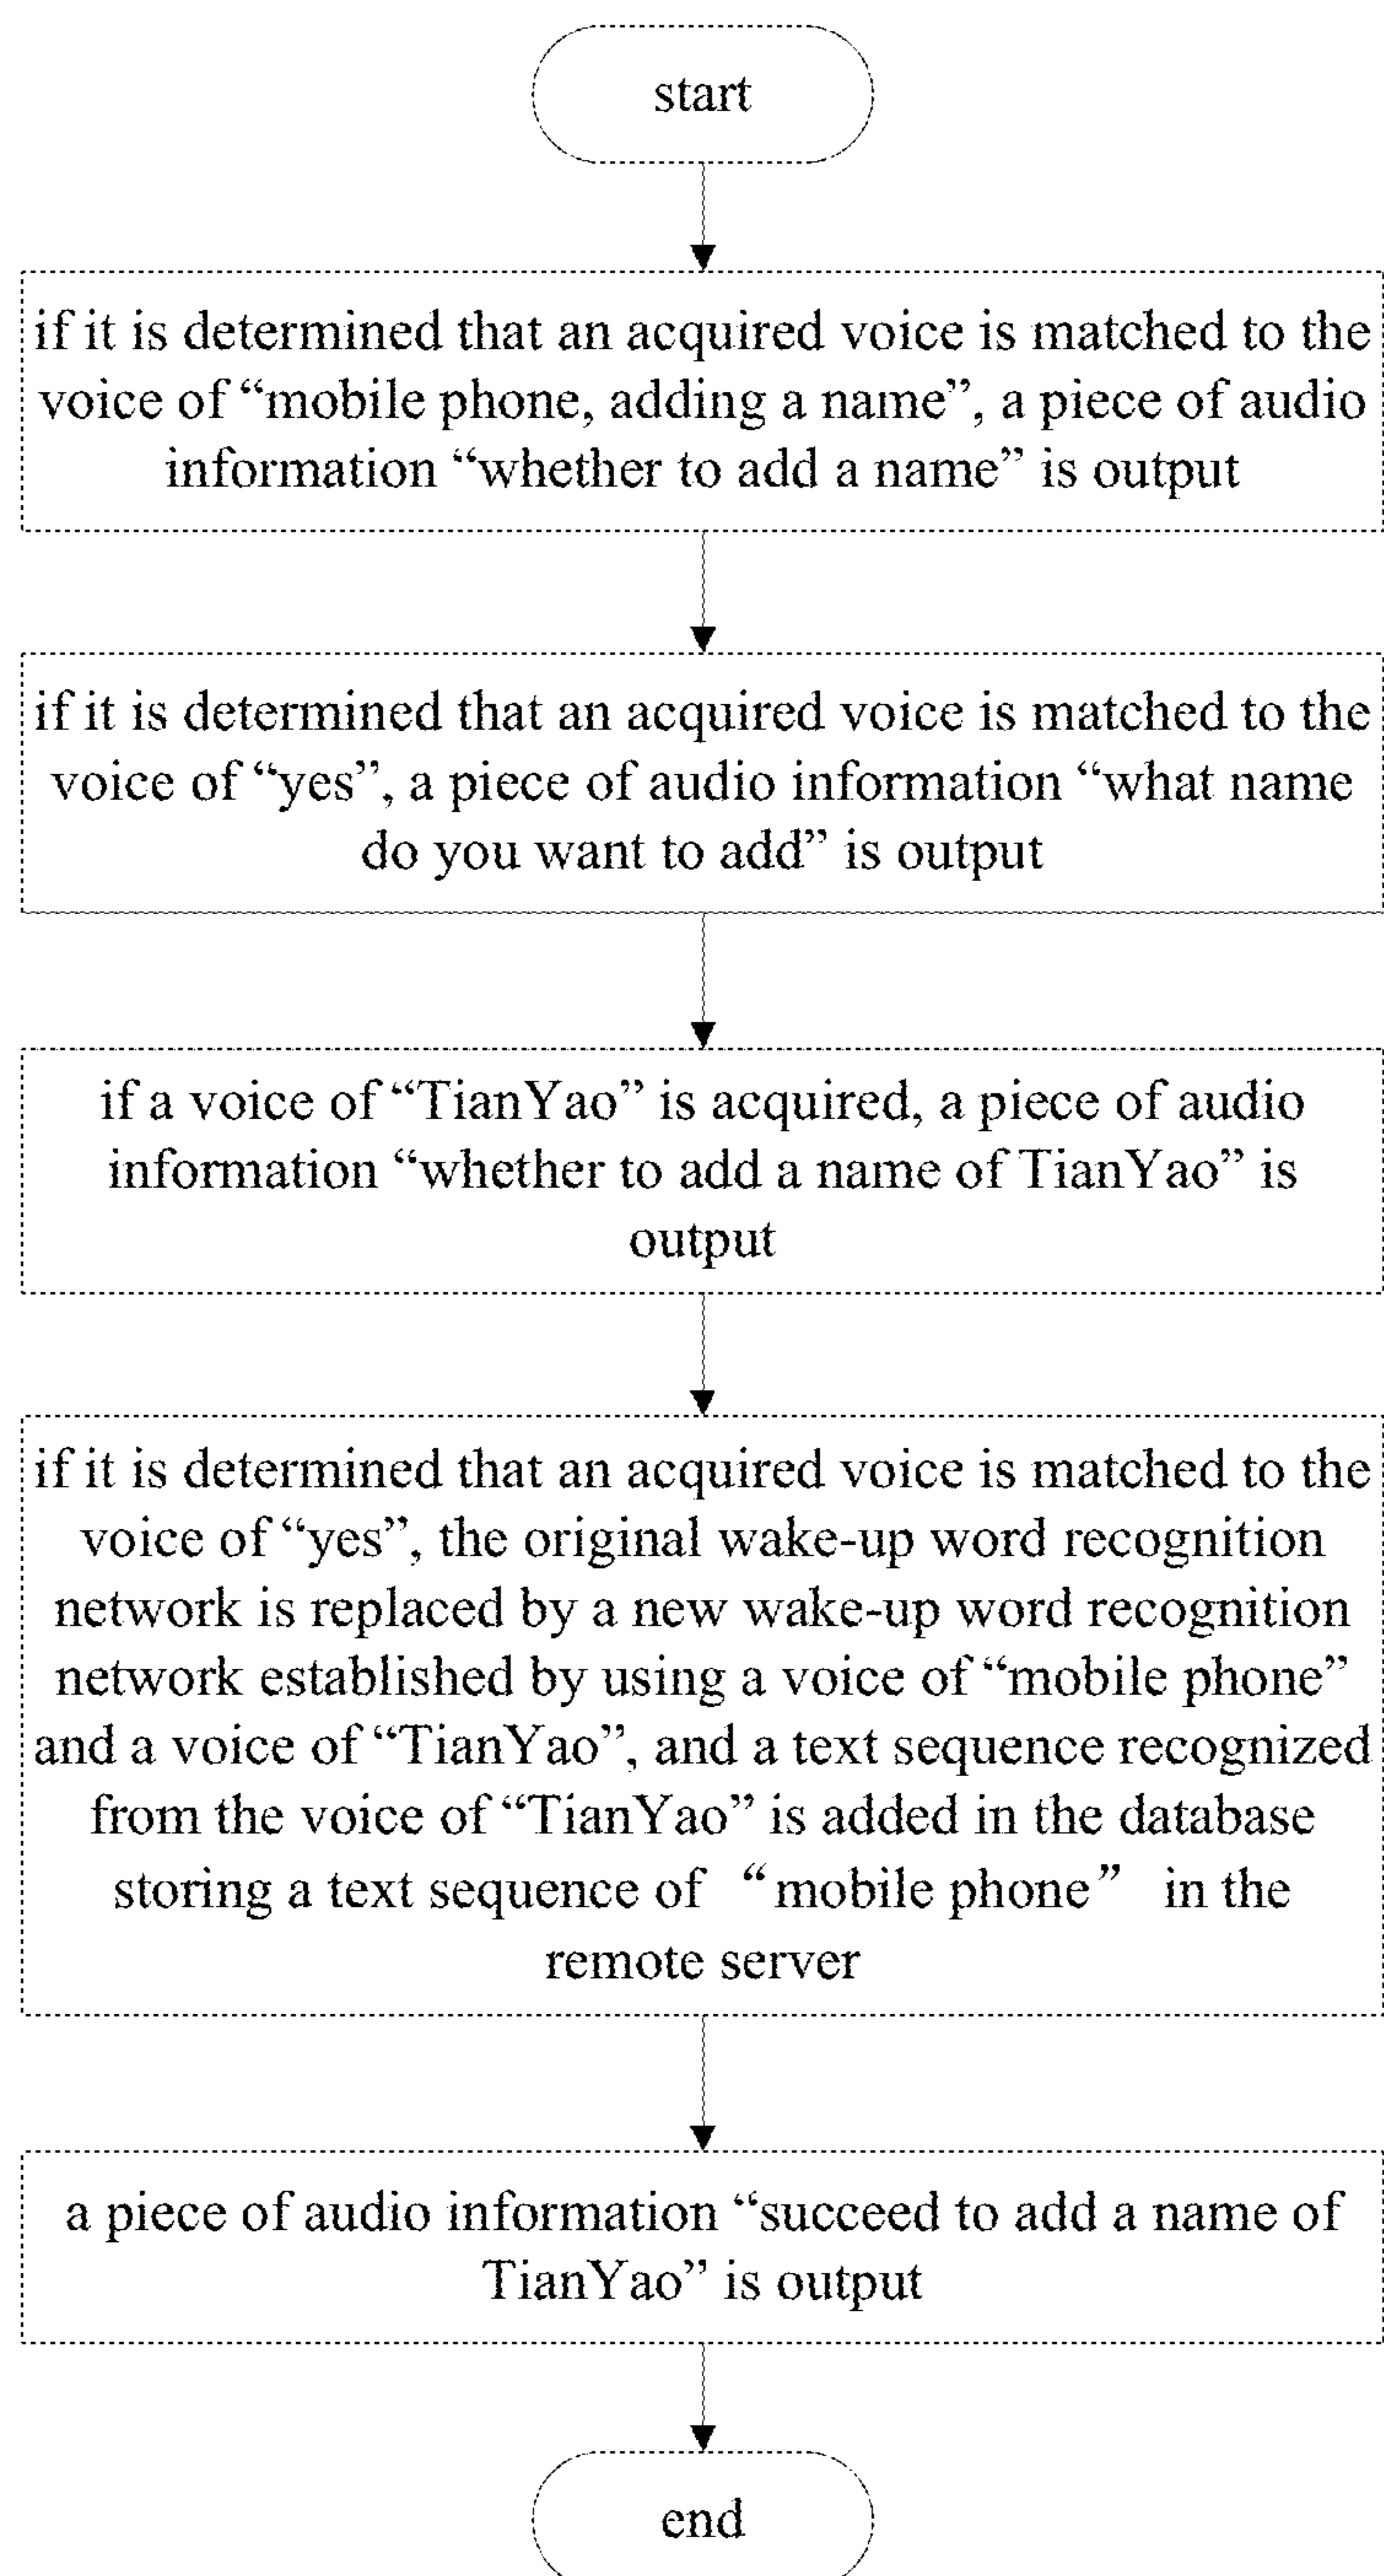 start
if it is determined that an acquired voice is matched to the
voice of “mobile phone, adding a name”, a piece of audio
information “whether to add a name” is output
if it is determined that an acquired voice is matched to the
voice of “yes”, a piece of audio information “what name
do you want to add” is output
if a voice of “TianYao” is acquired, a piece of audio
information “whether to add a name of TianYao” is
output
if it is determined that an acquired voice is matched to the
voice of “yes”, the original wake-up word recognition
network is replaced by a new wake-up word recognition
network established by using a voice of “mobile phone”
and a voice of “TianYao”, and a text sequence recognized
from the voice of “TianYao” is added in the database
storing a text sequence of “mobile phone” in the
remote server
a piece of audio information “succeed to add a name of
TianYao” is output
end